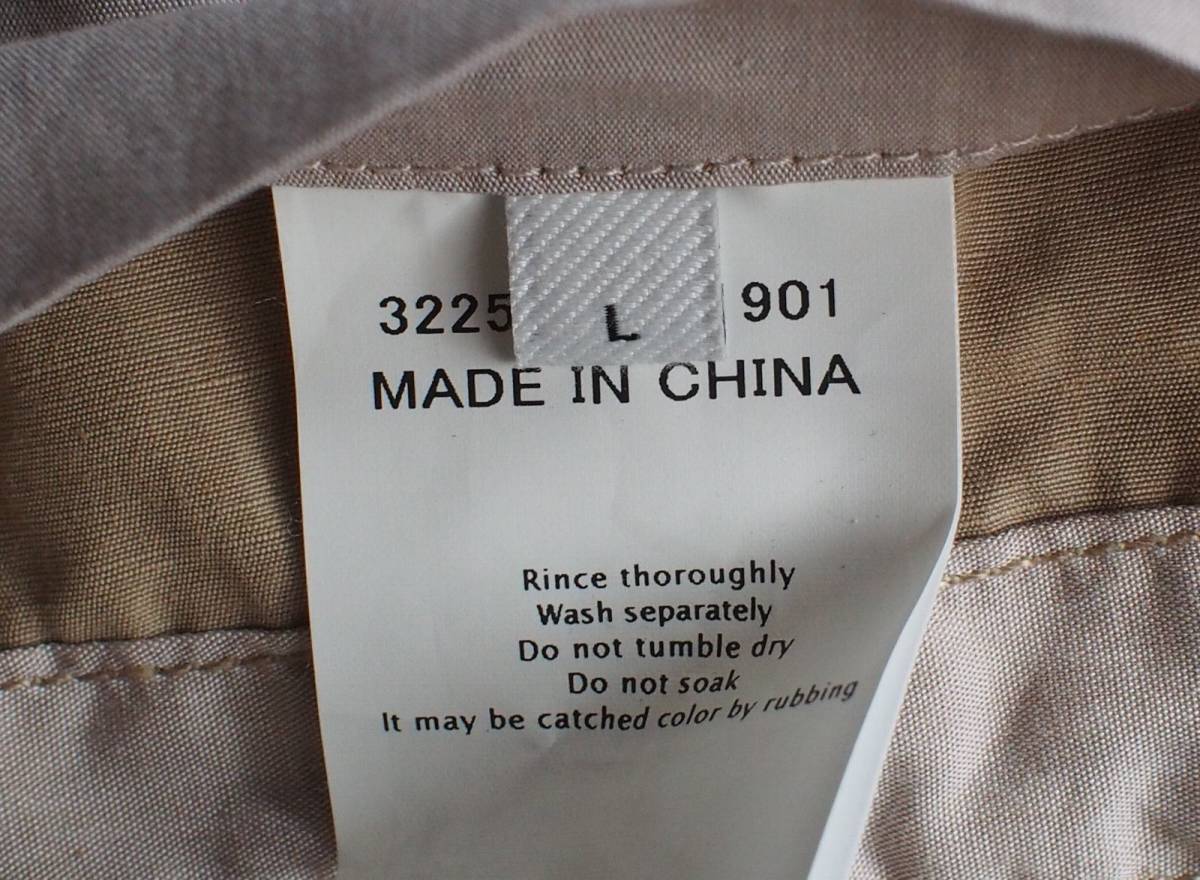 3225 L 901
MADE IN CHINA
Rince thoroughly
Wash separately
Do not tumble dry
Do not soak
It may be catched color by rubbing